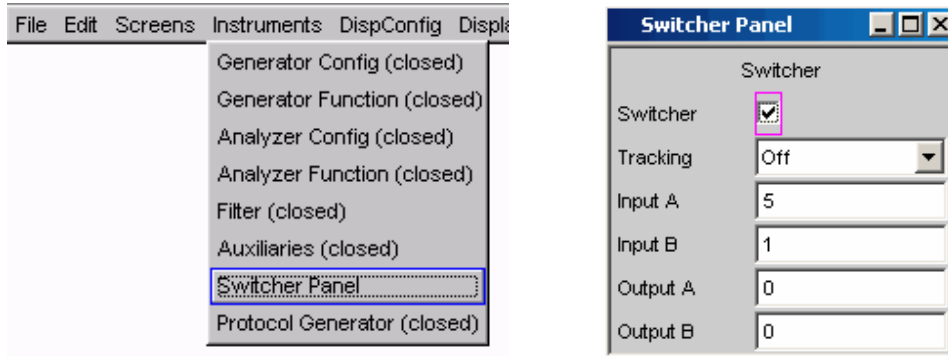 File Edit Screens Instruments DispConfig
Generator Config (closed)
Generator Function (closed)
Analyzer Config (closed)
Analyzer Function (closed)
Filter (closed)
Auxiliaries (closed)
Switcher Panel
Protocol Generator (closed)
Switcher Panel
Switcher
Switcher
Tracking Off
Input A 5
Input B 1
Output A 0
Output B 0